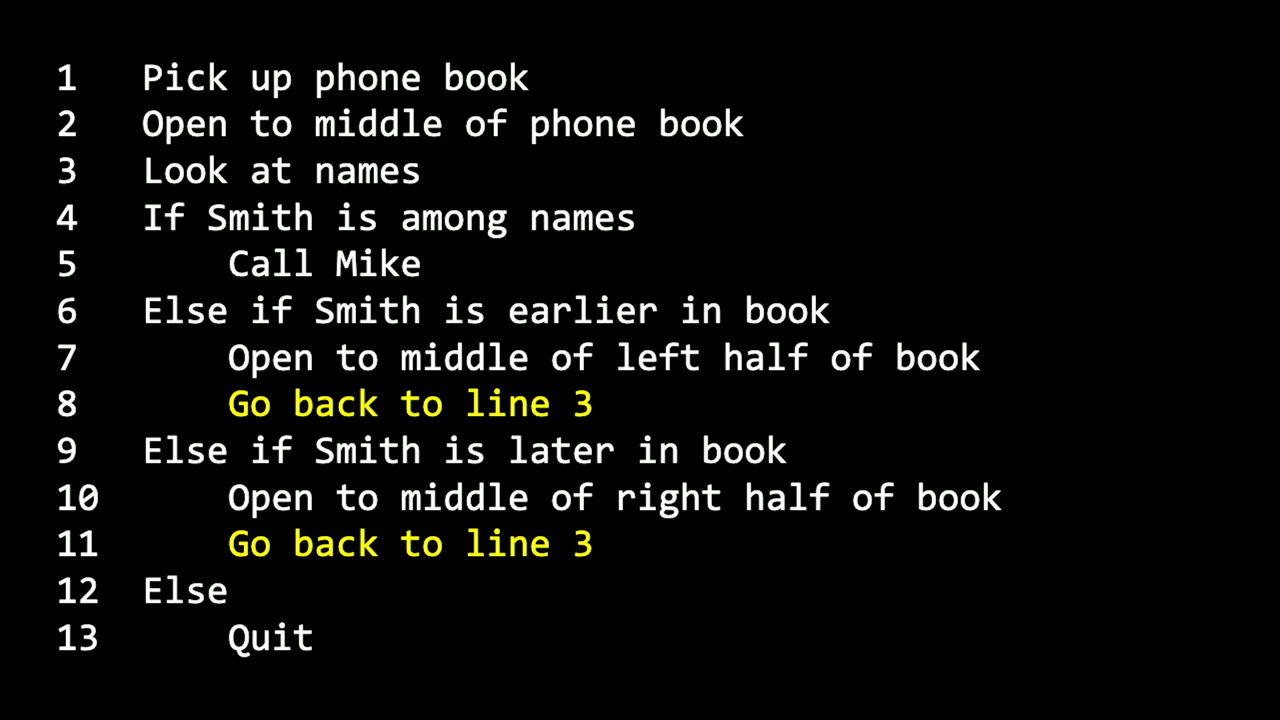 1 Pick up phone book
2 Open to middle of phone book
3 Look at names
4 If Smith is among names
5 Call Mike
6 Else if Smith is earlier in book
7 Open to middle of left half of book
8 Go back to line 3
9 Else if Smith is later in book
10 Open to middle of right half of book
11 Go back to line 3
12 Else
13 Quit